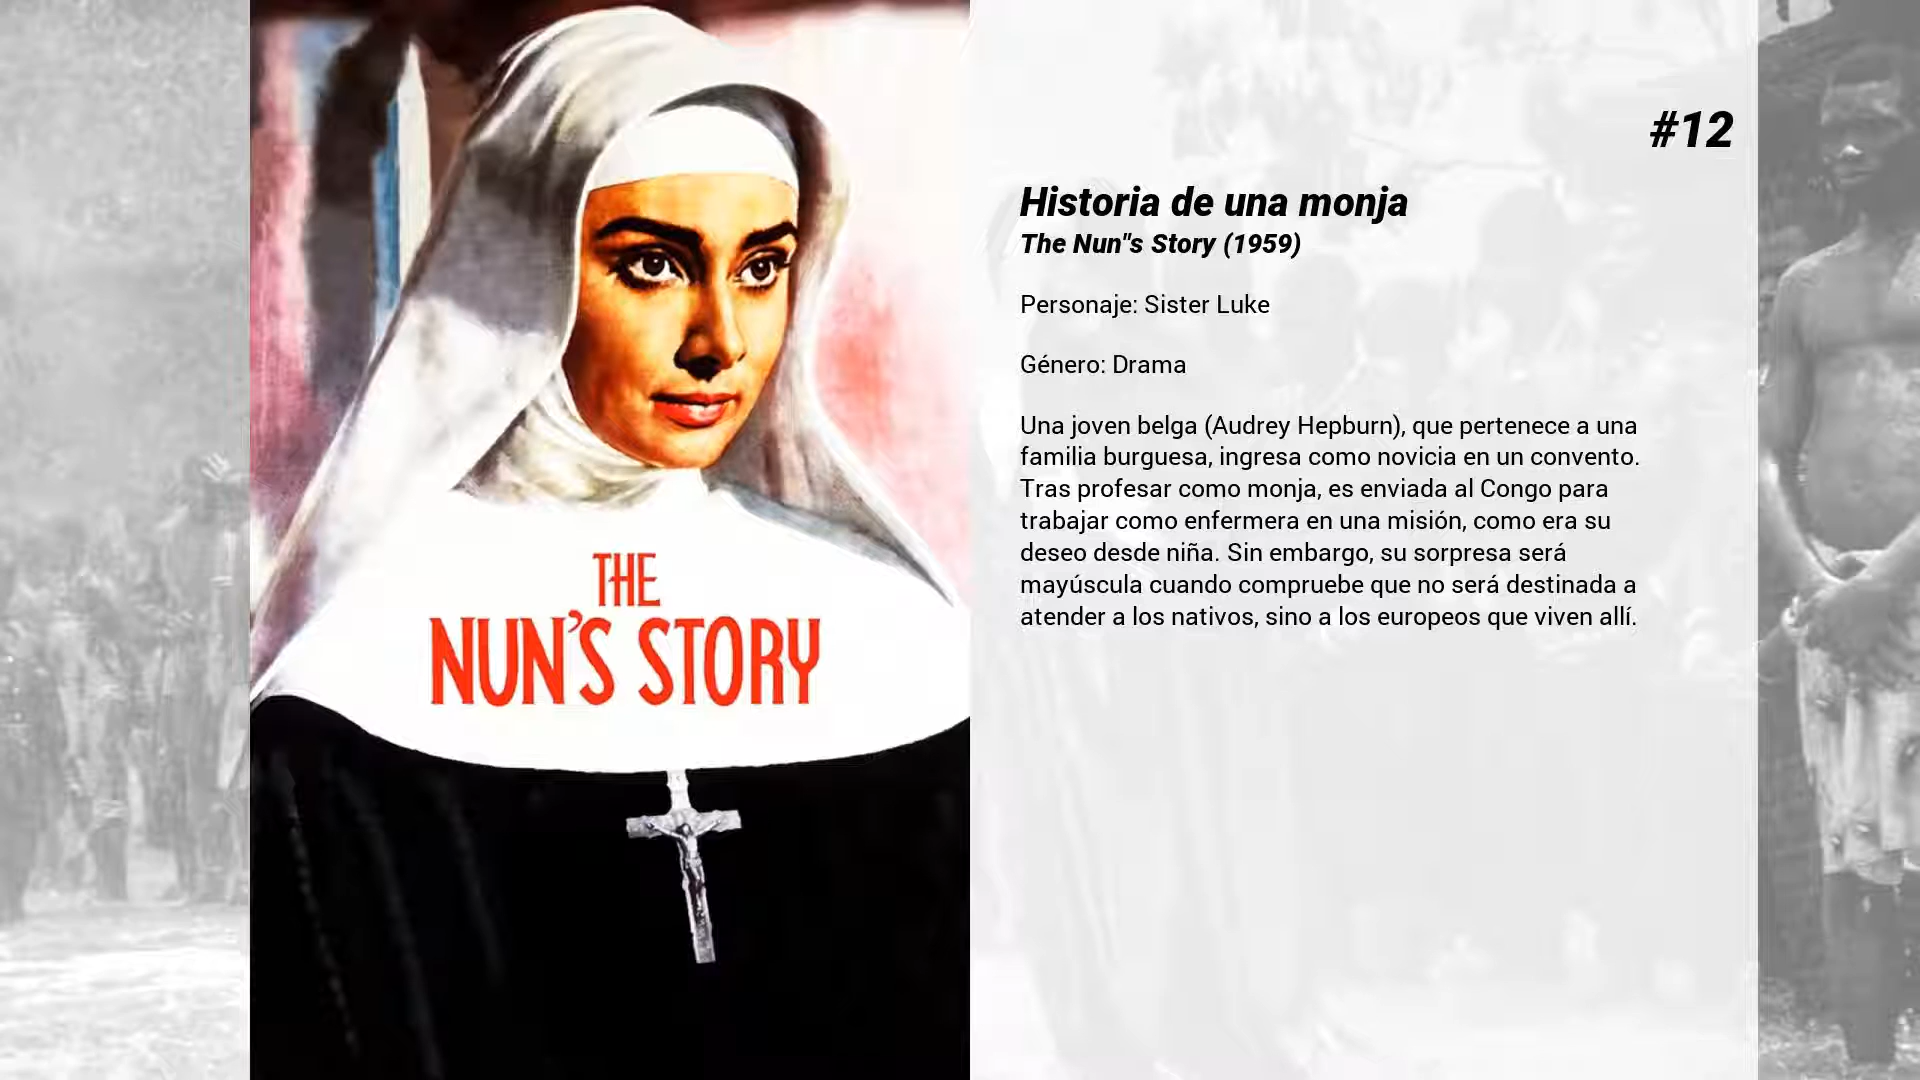 THE
NUN'S STORY
#12
Historia de una monja
The Nun"s Story (1959)
Personaje: Sister Luke
Género: Drama
Una joven belga (Audrey Hepburn), que pertenece a una
familia burguesa, ingresa como novicia en un convento.
Tras profesar como monja, es enviada al Congo para
trabajar como enfermera en una misión, como era su
deseo desde niña. Sin embargo, su sorpresa será
mayúscula cuando compruebe que no será destinada a
atender a los nativos, sino a los europeos que viven allí.